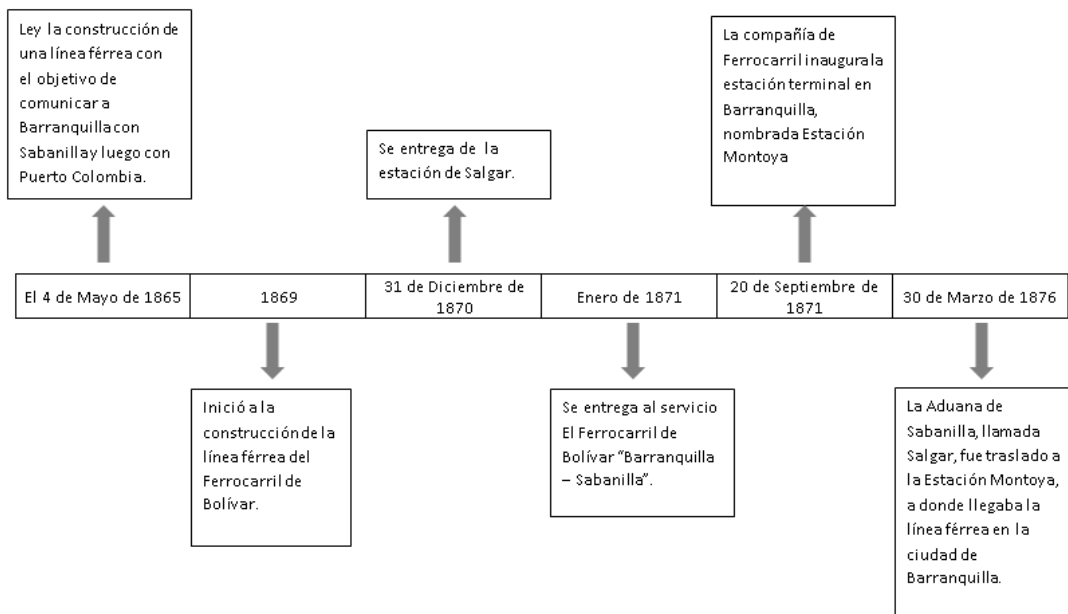 Ley la construcción de
una línea férrea con
el objetivo de
comunicar a
Barranquilla con
Sabanilla y luego con
Puerto Colombia.
Se entrega de la
estación de Salgar.
La compañía de
Ferrocarril inaugura la
estación terminal en
Barranquilla,
nombrada Estación
Montoya
El 4 de Mayo de 1865
1869
31 de Diciembre de
1870
Enero de 1871
20 de Septiembre de
1871
30 de Marzo de 1876
Inició a la
construcción de la
línea férrea del
Ferrocarril de
Bolívar.
Se entrega al servicio
El Ferrocarril de
Bolívar “Barranquilla
– Sabanilla”.
La Aduana de
Sabanilla, llamada
Salgar, fue traslado a
la Estación Montoya,
a donde llegaba la
línea férrea en la
ciudad de
Barranquilla.